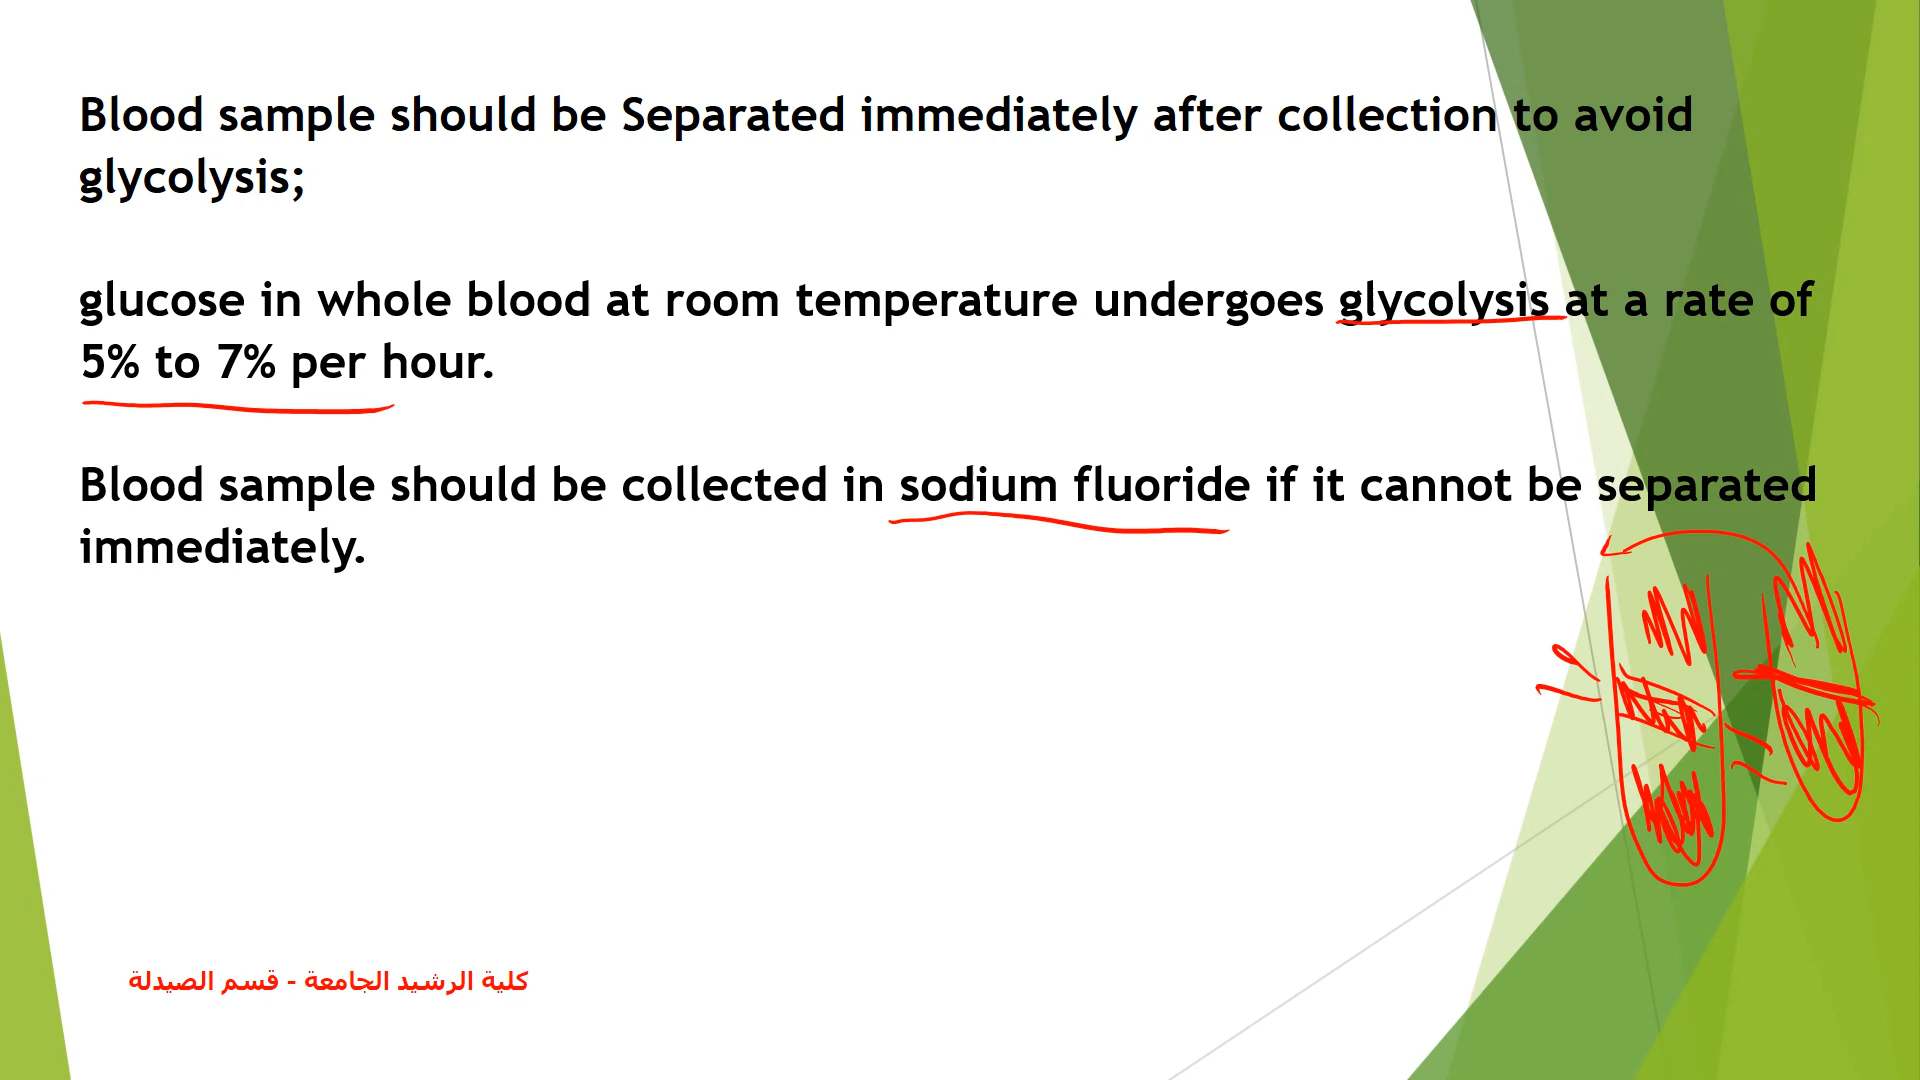 Blood sample should be Separated immediately after collection to avoid
glycolysis;
glucose in whole blood at room temperature undergoes glycolysis at a rate of
5% to 7% per hour.
Blood sample should be collected in sodium fluoride if it cannot be separated
immediately.
كلية الرشيد الجامعة - قسم الصيدلة